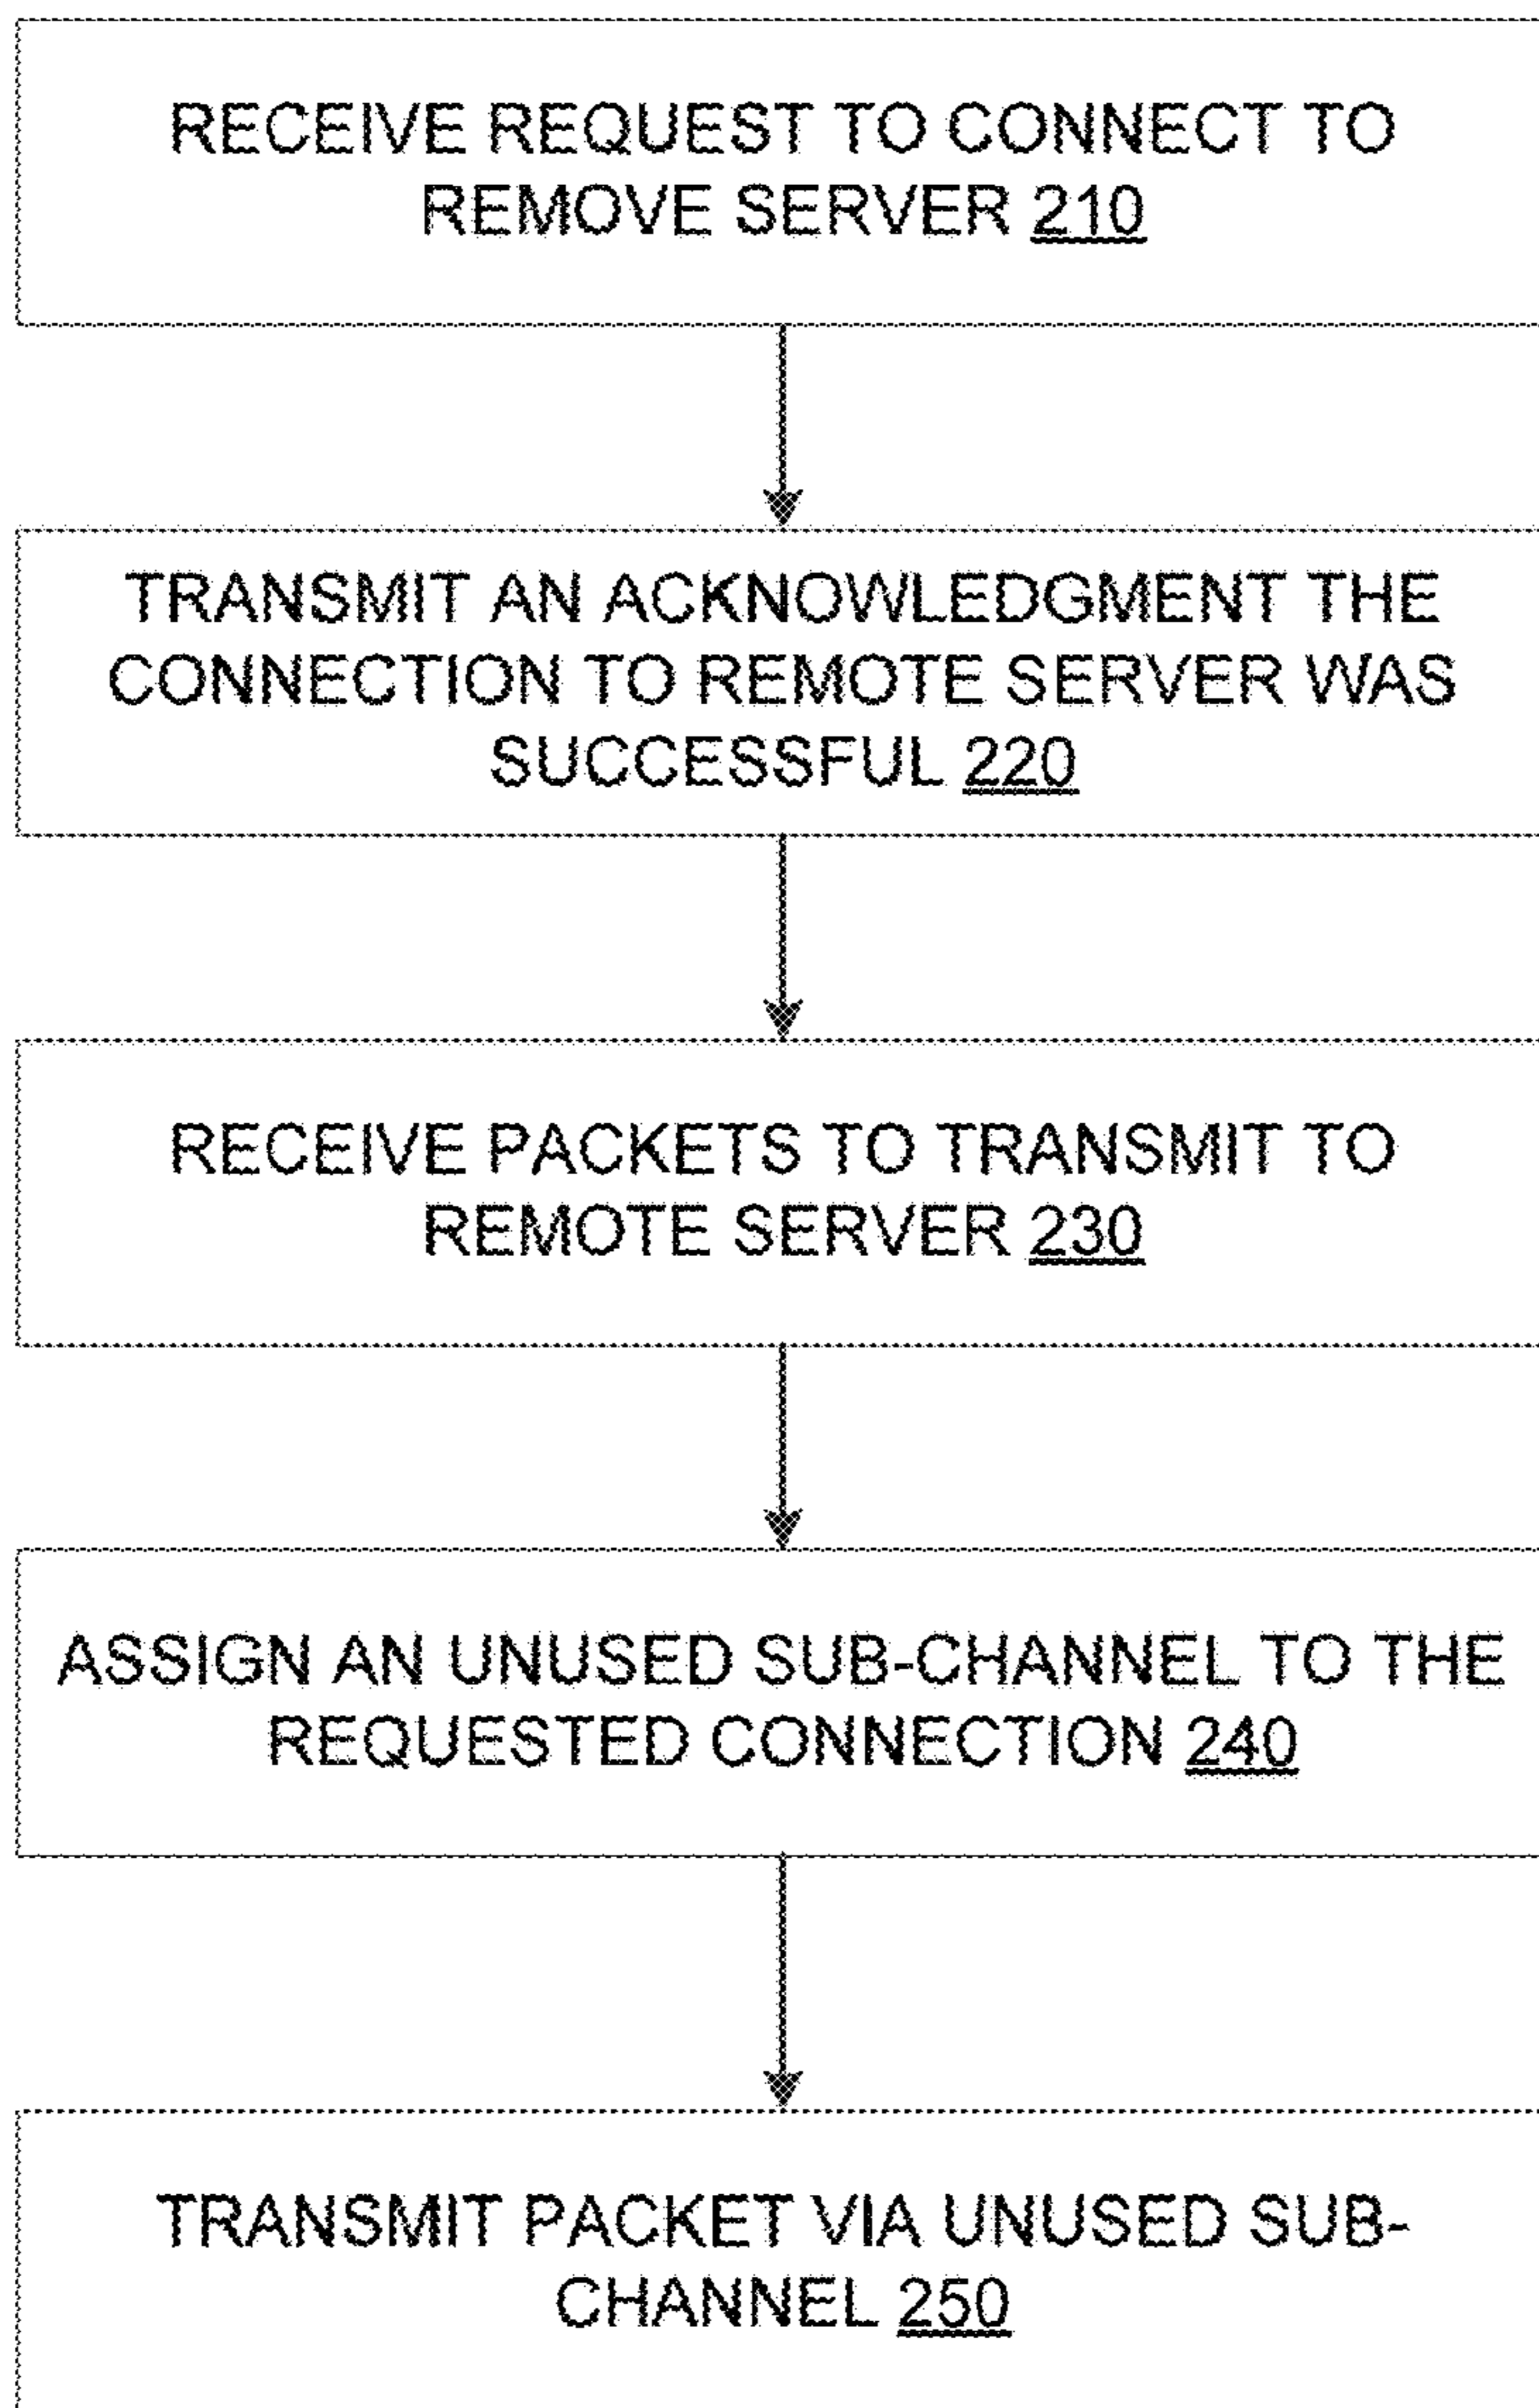 RECEIVE REQUEST TO CONNECT TO
REMOVE SERVER 210
TRANSMIT AN ACKNOWLEDGMENT THE
CONNECTION TO REMOTE SERVER WAS
SUCCESSFUL 220
RECEIVE PACKETS TO TRANSMIT TO
REMOTE SERVER 230
ASSIGN AN UNUSED SUB-CHANNEL TO THE
REQUESTED CONNECTION 240
TRANSMIT PACKET VIA UNUSED SUB-
CHANNEL 250